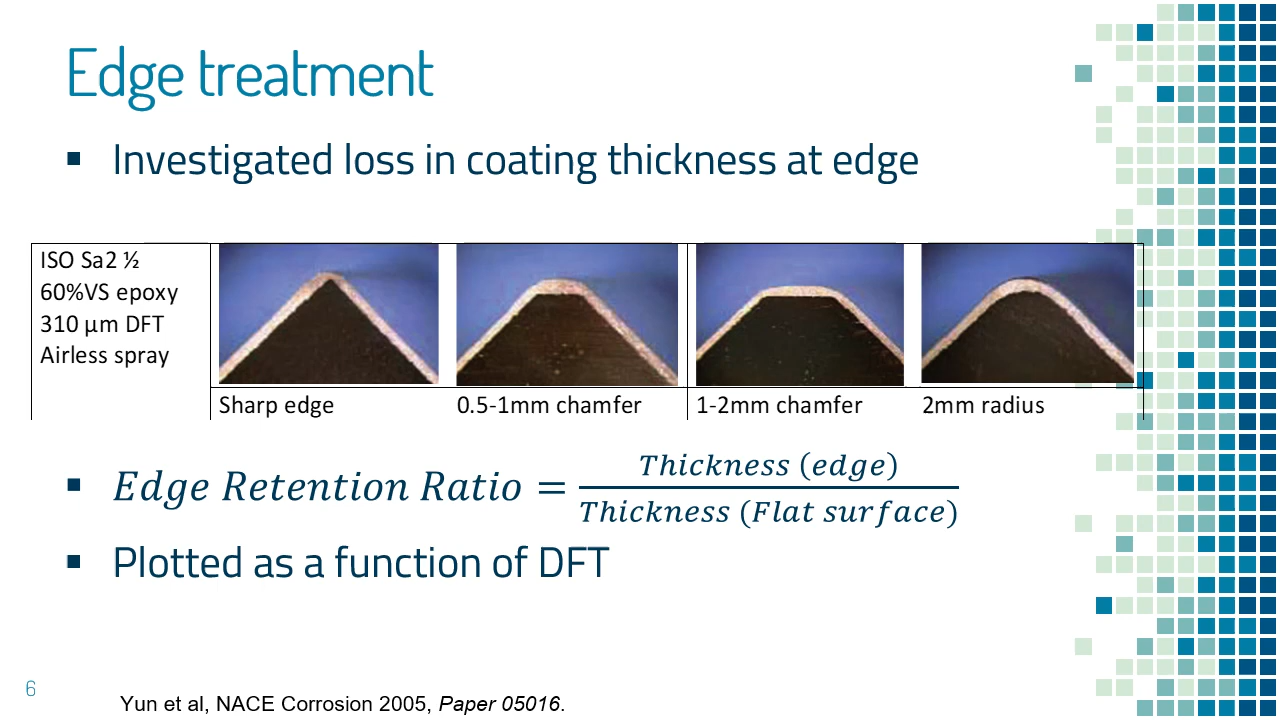 Edge treatment
▪ Investigated loss in coating thickness at edge
ISO Sa2 ½
60%VS epoxy
310 µm DFT
Airless spray
Sharp edge
0.5-1mm chamfer
1-2mm chamfer
2mm radius
▪ Edge Retention Ratio = Thickness (edge) / Thickness (Flat surface)
▪ Plotted as a function of DFT
6
Yun et al, NACE Corrosion 2005, Paper 05016.